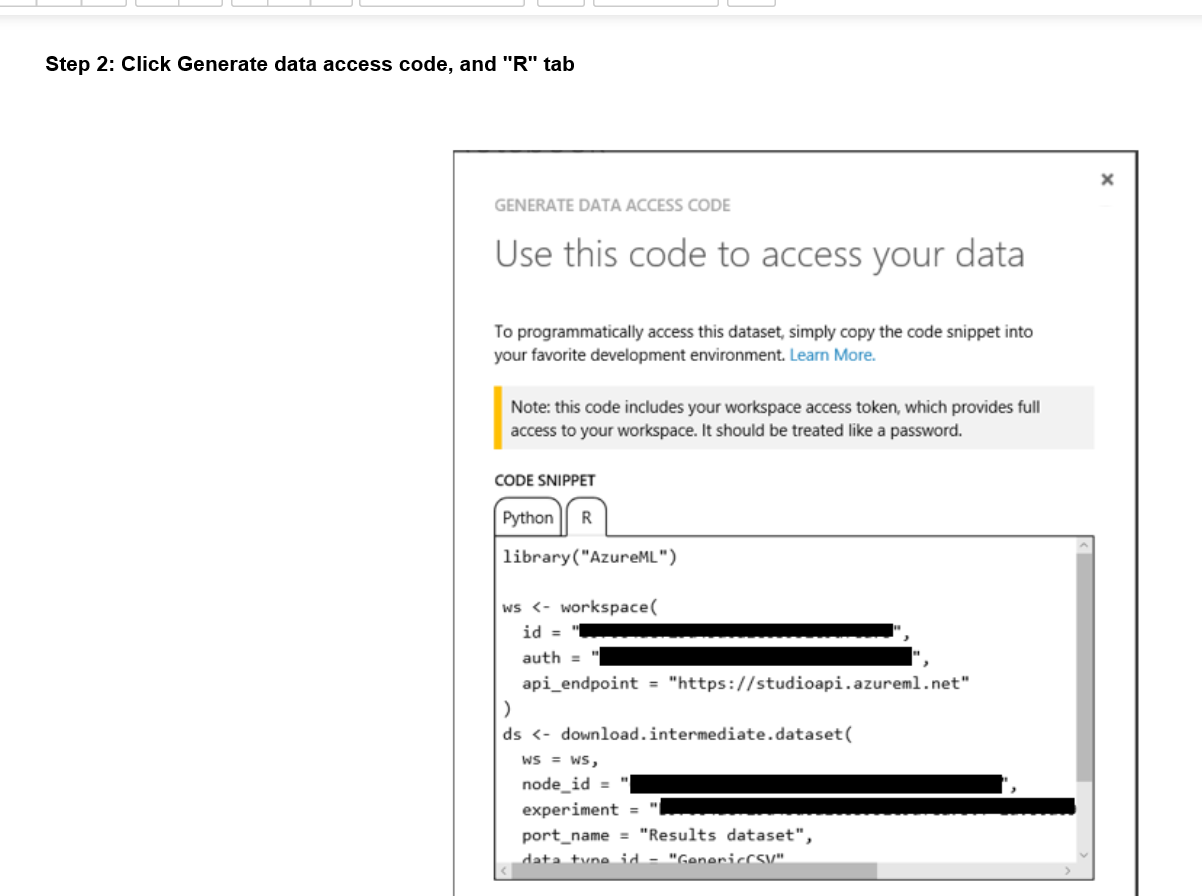 Step 2: Click Generate data access code, and "R" tab
GENERATE DATA ACCESS CODE
Use this code to access your data
To programmatically access this dataset, simply copy the code snippet into
your favorite development environment. Learn More.
Note: this code includes your workspace access token, which provides full
access to your workspace. It should be treated like a password.
CODE SNIPPET
Python R
library("AzureML")
ws <- workspace(
id = "",
auth = "",
api_endpoint = "https://studioapi.azureml.net"
)
ds <- download.intermediate.dataset(
ws = ws,
node_id = "",
experiment = "
port_name = "Results dataset",
data_type_id = "GenericCSV"